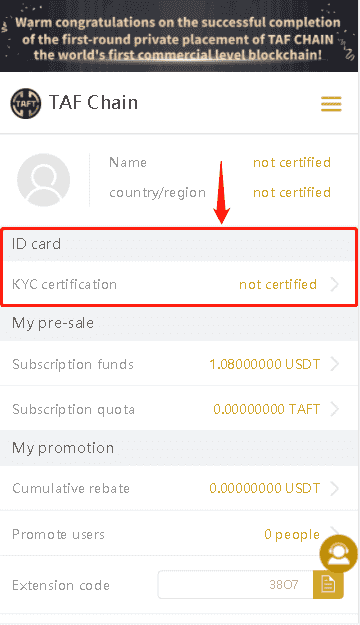 Warm congratulations on the successful completion
of the first-round private placement of TAF CHAIN
the world's first commercial level blockchain!
TAFT TAF Chain
Name not certified
country/region not certified
ID card
KYC certification not certified
My pre-sale
Subscription funds 1.08000000 USDT
Subscription quota 0.00000000 TAFT
My promotion
Cumulative rebate 0.00000000 USDT
Promote users 0 people
Extension code 3807